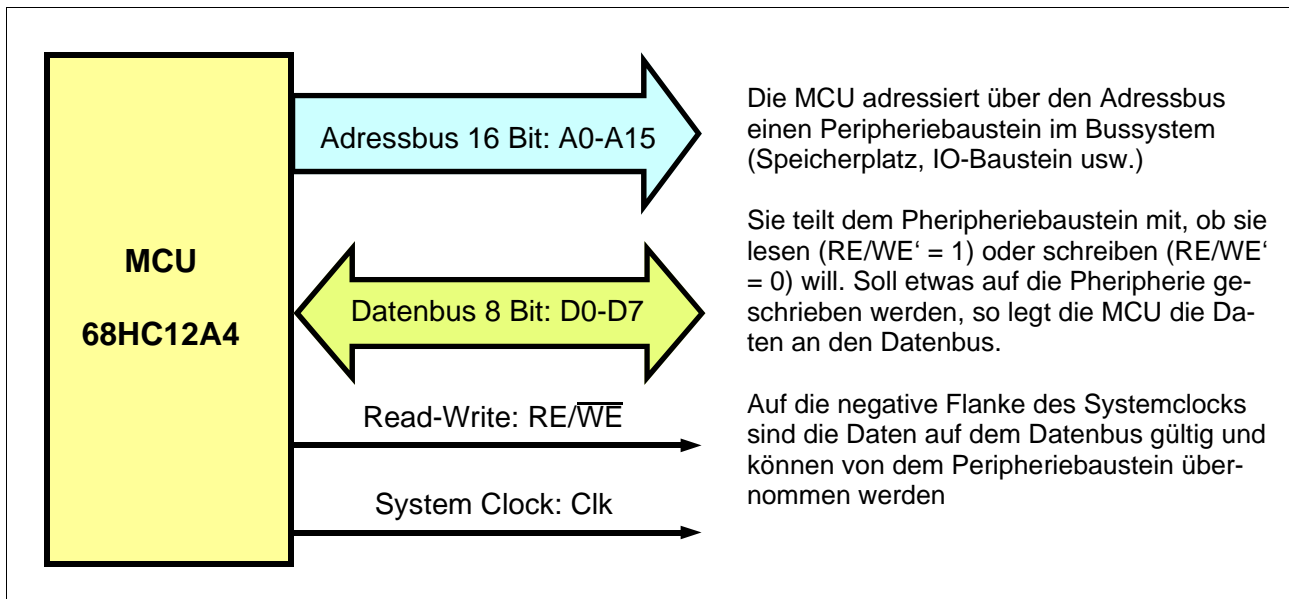 MCU
68HC12A4
Adressbus 16 Bit: A0-A15
Datenbus 8 Bit: D0-D7
Read-Write: RE/W̅E̅
System Clock: Clk
Die MCU adressiert über den Adressbus
einen Peripheriebaustein im Bussystem
(Speicherplatz, IO-Baustein usw.)
Sie teilt dem Pheripheriebaustein mit, ob sie
lesen (RE/WE‘ = 1) oder schreiben (RE/WE‘
= 0) will. Soll etwas auf die Pheripherie ge-
schrieben werden, so legt die MCU die Da-
ten an den Datenbus.
Auf die negative Flanke des Systemclocks
sind die Daten auf dem Datenbus gültig und
können von dem Peripheriebaustein über-
nommen werden